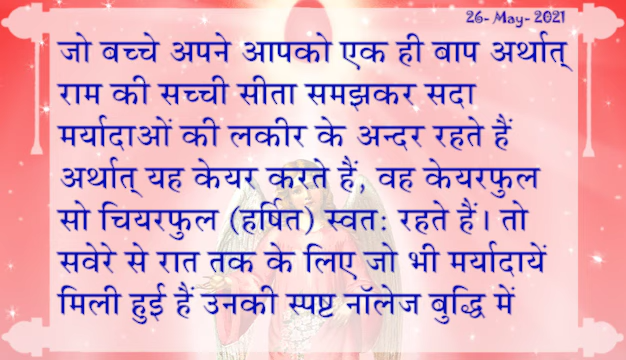 26- May- 2021
जो बच्चे अपने आपको एक ही बाप अर्थात्
राम की सच्ची सीता समझकर सदा
मर्यादाओं की लकीर के अन्दर रहते हैं
अर्थात् यह केयर करते हैं, वह केयरफुल
सो चियरफुल (हर्षित) स्वतः रहते हैं। तो
सवेरे से रात तक के लिए जो भी मर्यादायें
मिली हुई हैं उनकी स्पष्ट नॉलेज बुद्धि में